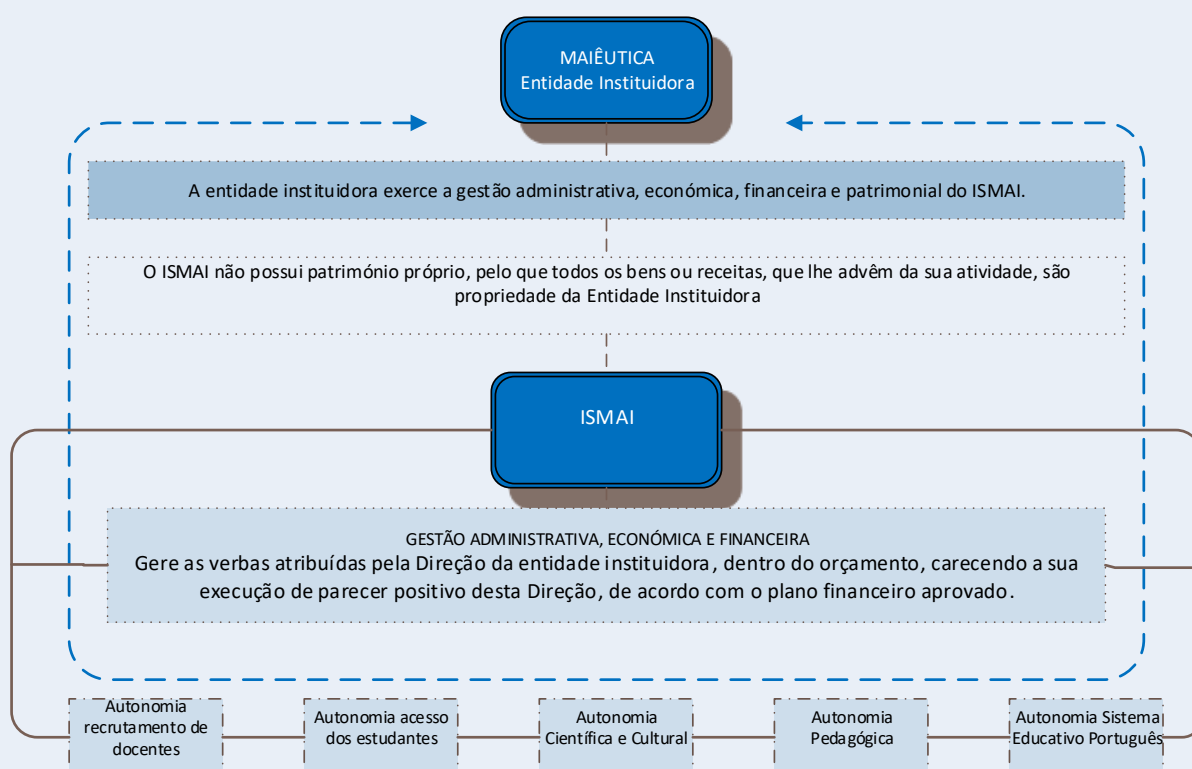 MAIÊUTICA
Entidade Instituidora
A entidade instituidora exerce a gestão administrativa, económica, financeira e patrimonial do ISMAI.
O ISMAI não possui património próprio, pelo que todos os bens ou receitas, que lhe advêm da sua atividade, são
propriedade da Entidade Instituidora
ISMAI
GESTÃO ADMINISTRATIVA, ECONÓMICA E FINANCEIRA
Gere as verbas atribuídas pela Direção da entidade instituidora, dentro do orçamento, carecendo a sua
execução de parecer positivo desta Direção, de acordo com o plano financeiro aprovado.
Autonomia
recrutamento de
docentes
Autonomia acesso
dos estudantes
Autonomia
Científica e Cultural
Autonomia
Pedagógica
Autonomia Sistema
Educativo Português